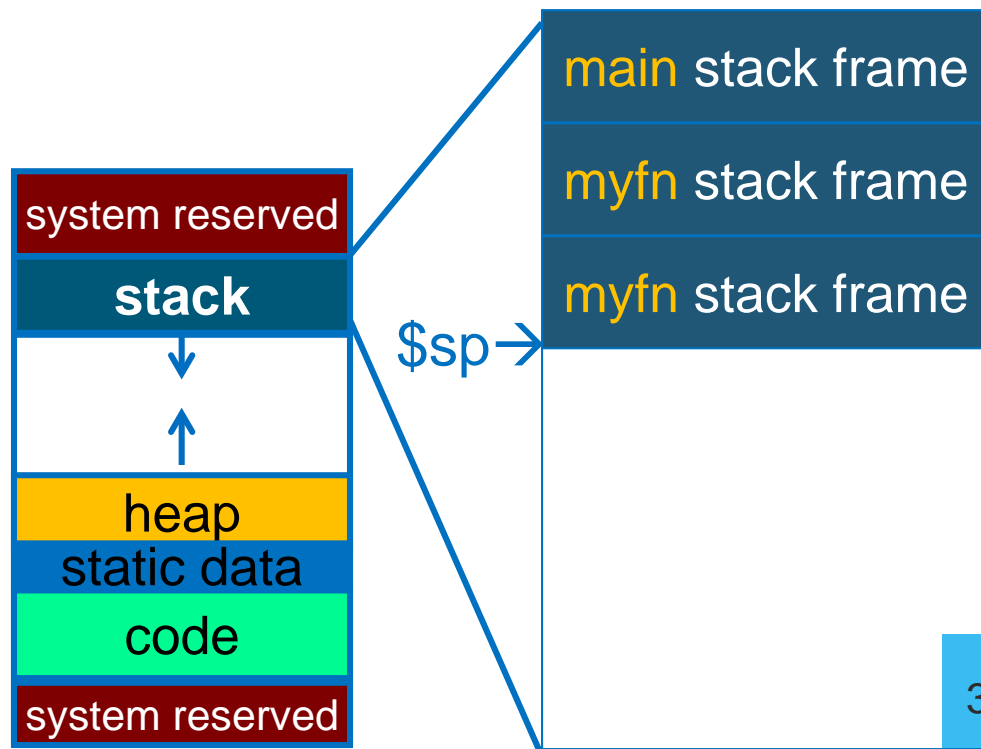 system reserved
stack
heap
static data
code
system reserved
main stack frame
myfn stack frame
myfn stack frame
$sp→